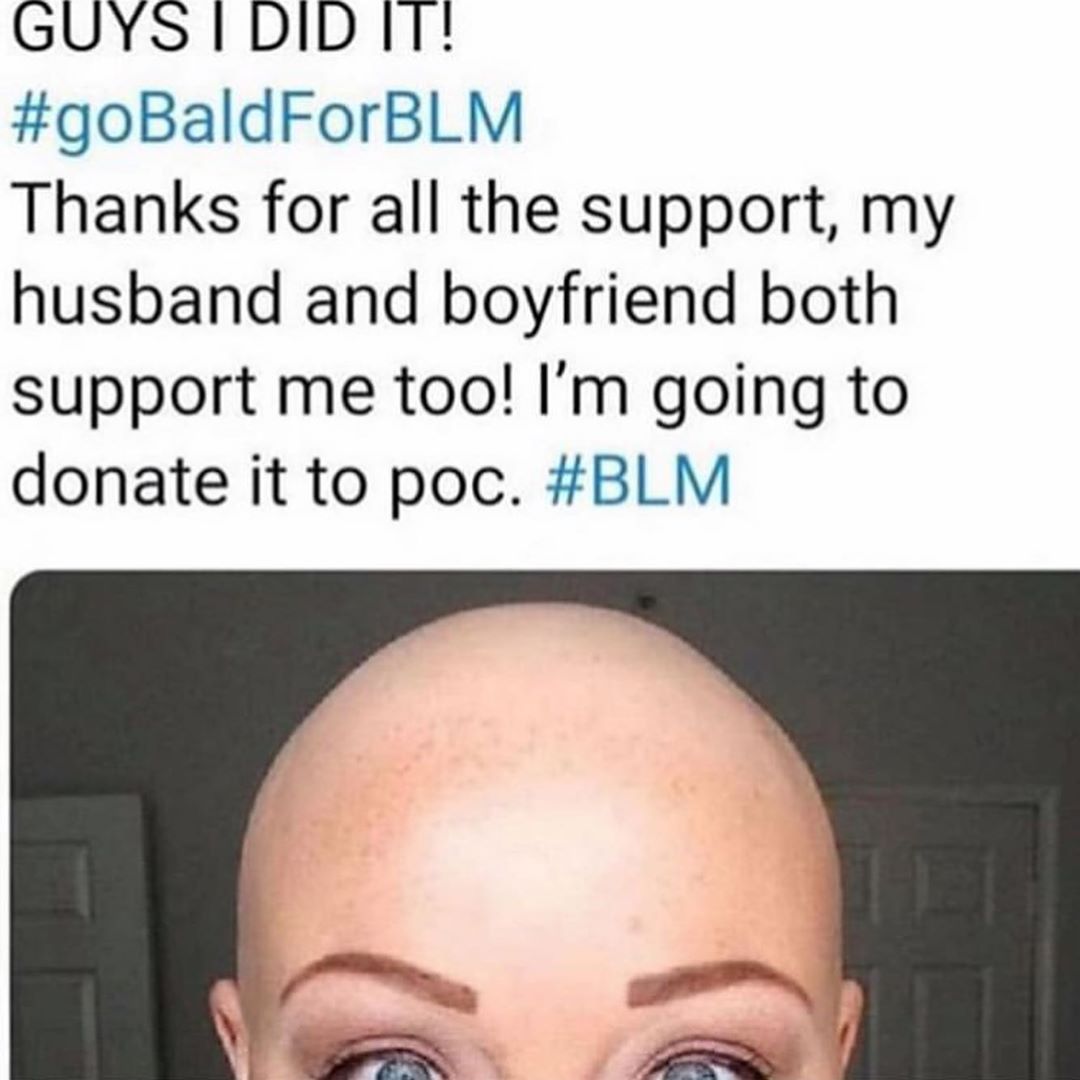 GUYS I DID IT!
#goBaldForBLM
Thanks for all the support, my
husband and boyfriend both
support me too! I'm going to
donate it to poc. #BLM